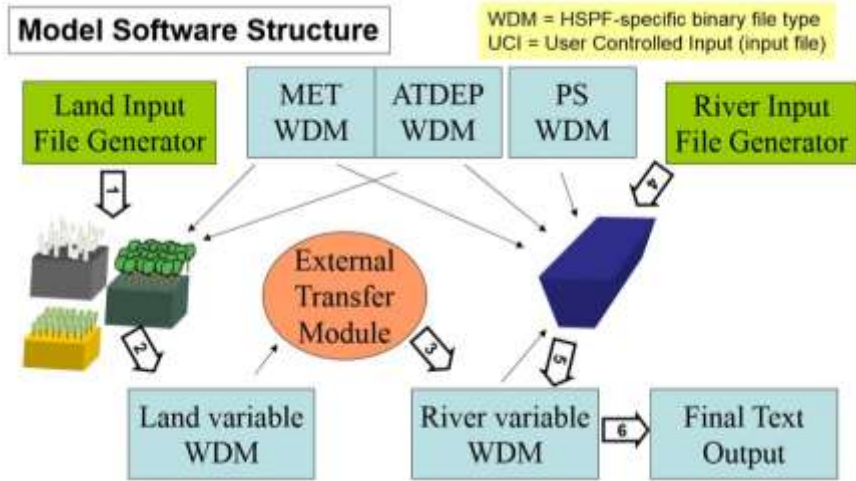 Model Software Structure
WDM = HSPF-specific binary file type
UCI = User Controlled Input (input file)
Land Input
File Generator
MET
WDM
ATDEP
WDM
PS
WDM
River Input
File Generator
1
4
External
Transfer
Module
2
3
5
Land variable
WDM
River variable
WDM
6
Final Text
Output